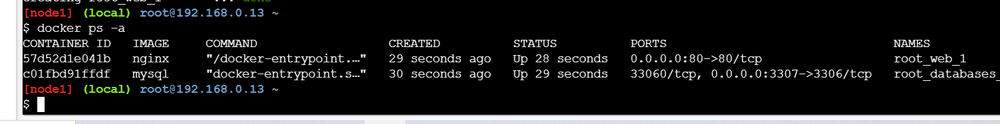 creating root_web_1 ... done
[node1] (local) root@192.168.0.13 ~
$ docker ps -a
CONTAINER ID IMAGE COMMAND CREATED STATUS PORTS NAMES
57d52d1e041b nginx "/docker-entrypoint.…" 29 seconds ago Up 28 seconds 0.0.0.0:80->80/tcp root_web_1
c01fbd91ffdf mysql "docker-entrypoint.s…" 30 seconds ago Up 29 seconds 33060/tcp, 0.0.0.0:3307->3306/tcp root_databases_
[node1] (local) root@192.168.0.13 ~
$